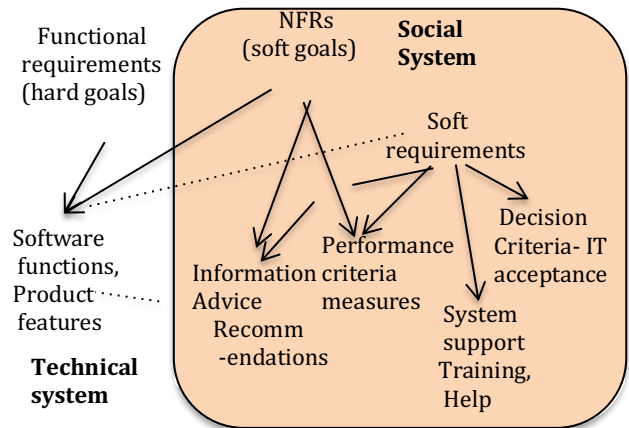 Functional
requirements
(hard goals)
NFRs
(soft goals)
Social
System
Soft
requirements
Software
functions,
Product
features
Information
Advice
Recomm
-endations
Performance
criteria
measures
Decision
Criteria- IT
acceptance
System
support
Training,
Help
Technical
system